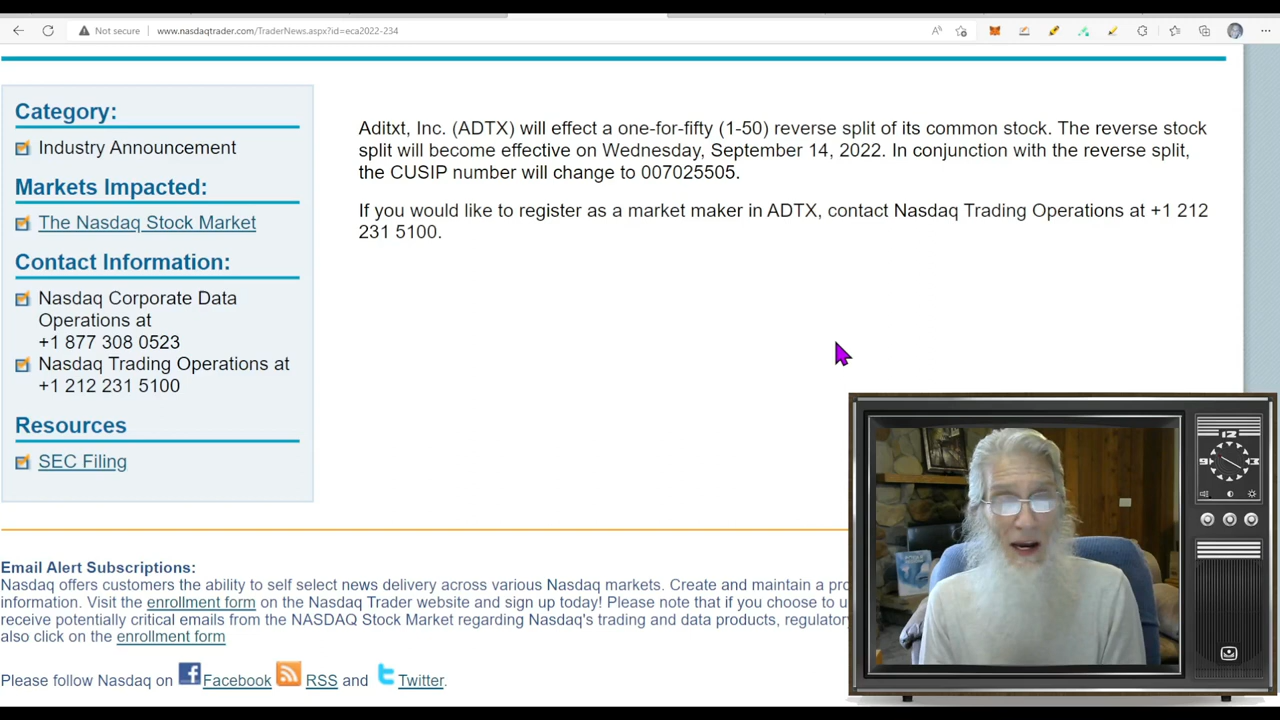 Not secure
www.nasdaqtrader.com/TraderNews.aspx?id=eca2022-234
Category:
Industry Announcement
Markets Impacted:
The Nasdaq Stock Market
Contact Information:
Nasdaq Corporate Data
Operations at
+1 877 308 0523
Nasdaq Trading Operations at
+1 212 231 5100
Resources
SEC Filing
Aditxt, Inc. (ADTX) will effect a one-for-fifty (1-50) reverse split of its common stock. The reverse stock
split will become effective on Wednesday, September 14, 2022. In conjunction with the reverse split,
the CUSIP number will change to 007025505.
If you would like to register as a market maker in ADTX, contact Nasdaq Trading Operations at +1 212
231 5100.
Email Alert Subscriptions:
Nasdaq offers customers the ability to self select news delivery across various Nasdaq markets. Create and maintain a pro
information. Visit the enrollment form on the Nasdaq Trader website and sign up today! Please note that if you choose to u
receive potentially critical emails from the NASDAQ Stock Market regarding Nasdaq's trading and data products, regulatory
also click on the enrollment form
Please follow Nasdaq on Facebook RSS and Twitter.
12
9 3